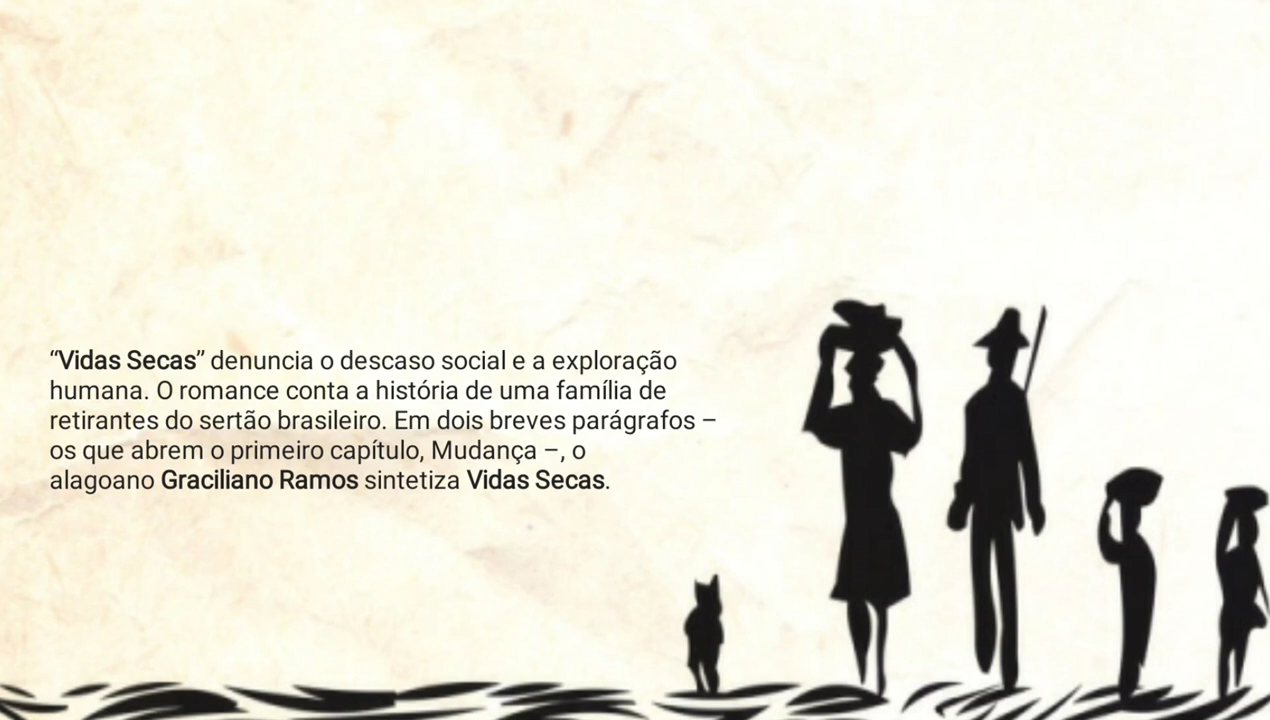 “Vidas Secas” denuncia o descaso social e a exploração
humana. O romance conta a história de uma família de
retirantes do sertão brasileiro. Em dois breves parágrafos –
os que abrem o primeiro capítulo, Mudança –, o
alagoano Graciliano Ramos sintetiza Vidas Secas.